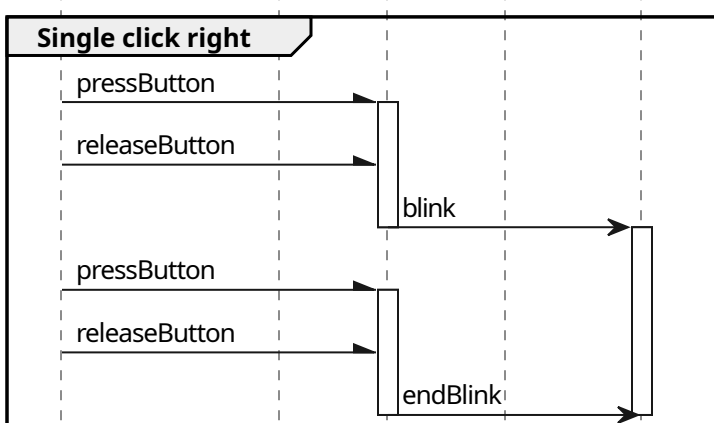 Single click right
pressButton
releaseButton
blink
pressButton
releaseButton
endBlink